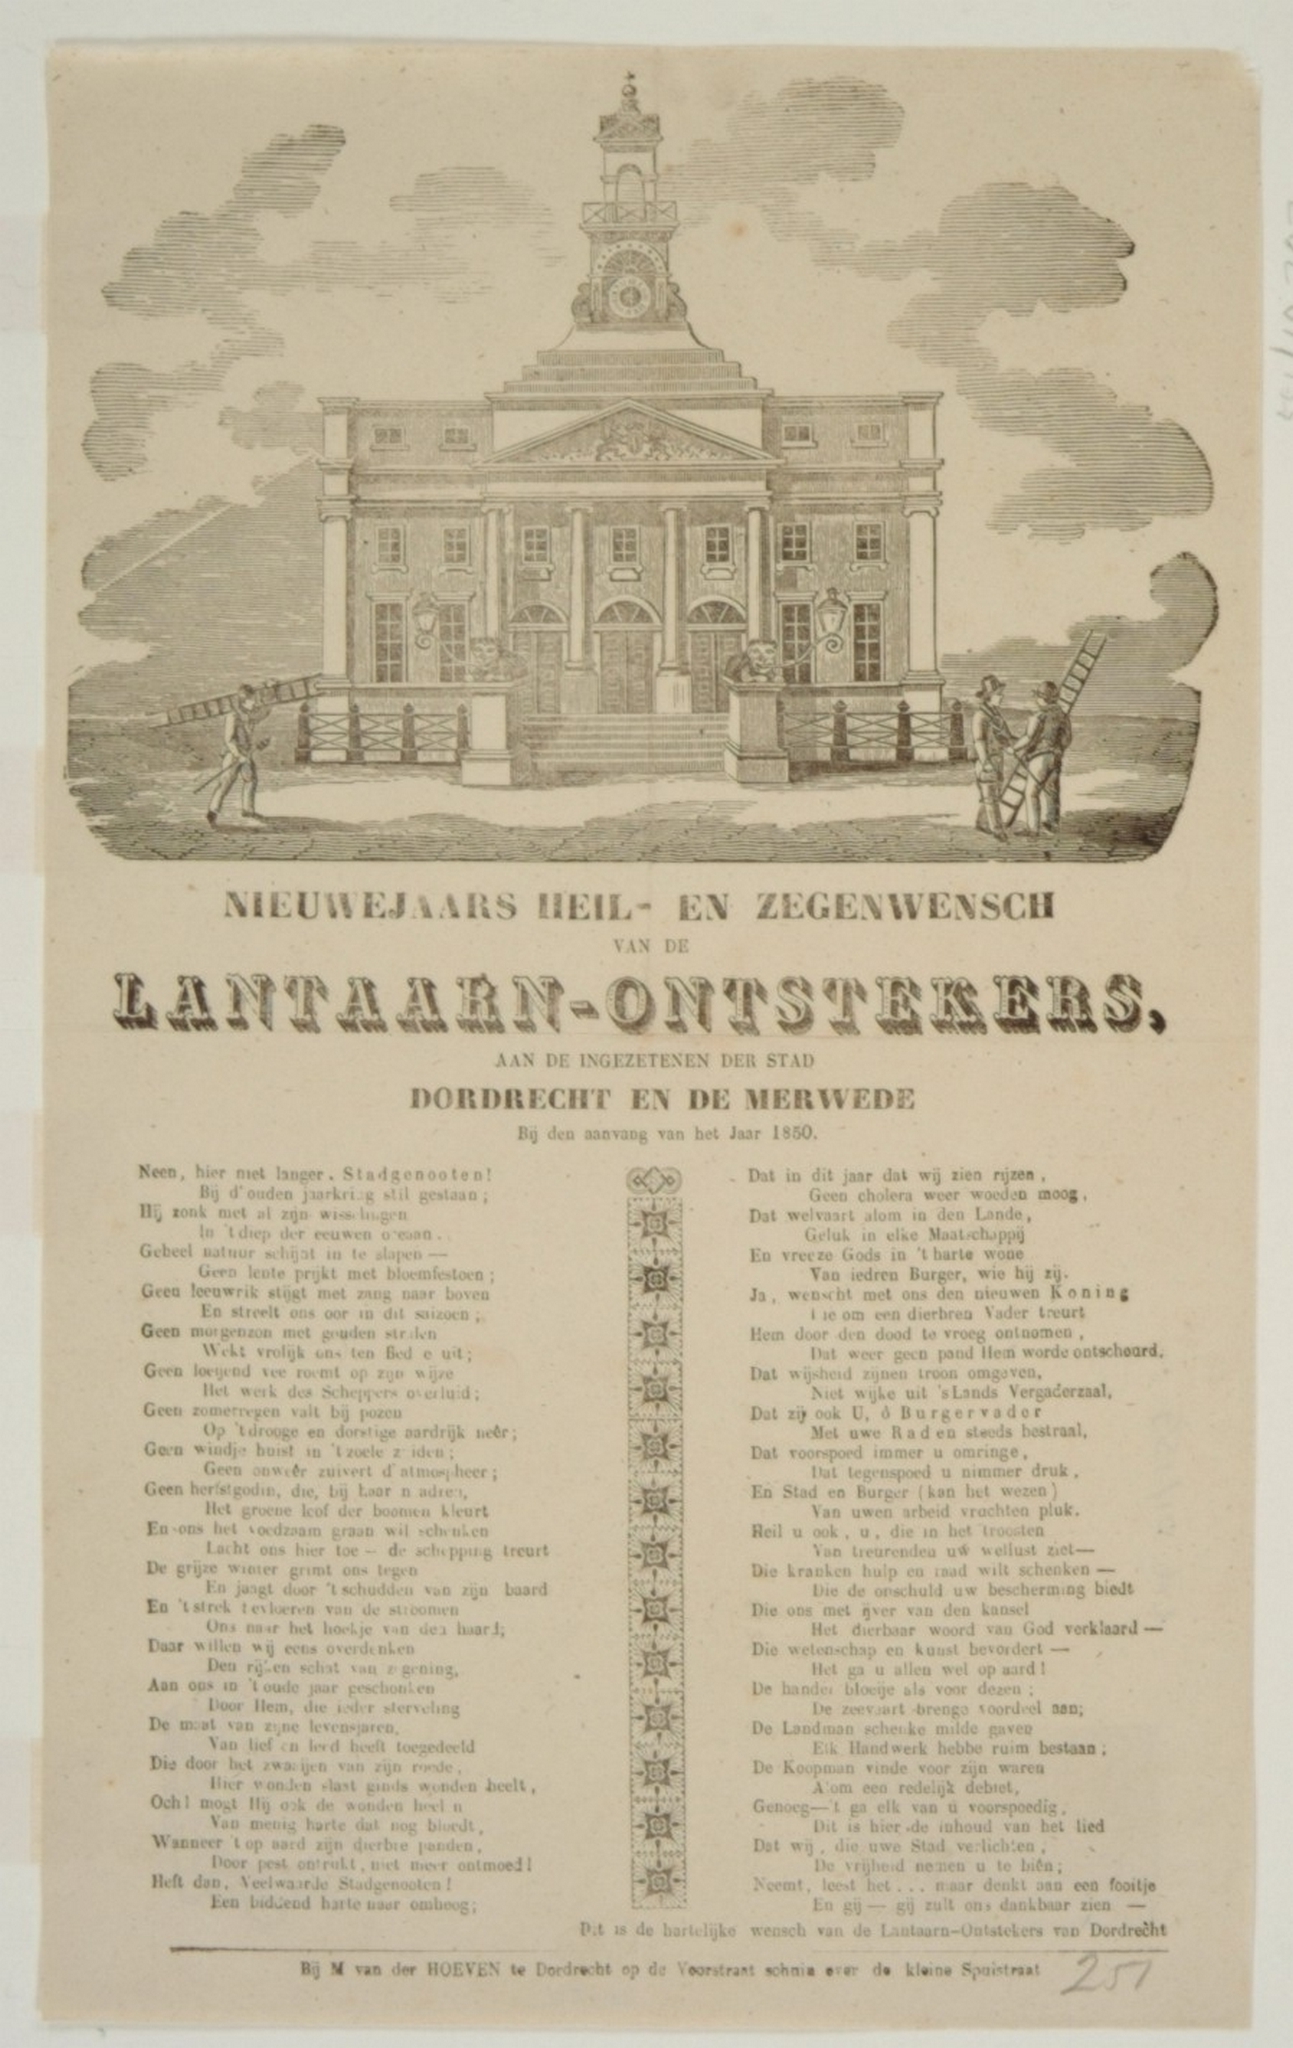 NIEUWEJAARS HEIL- EN ZEGENWENSCH
VAN DE
LANTAARN-ONTSTEKERS,
AAN DE INGEZETENEN DER STAD
DORDRECHT EN DE MERWEDE
Bij den aanvang van het Jaar 1850.
Neen, hier niet langer, Stadgenooten!
Bij d'ouden jaarkring stil gestaan;
Hij zonk met al zijn wisselingen
In 't diep der eeuwen oceaan.
Geheel natuur schijnt in te slapen —
Geen lente prijkt met bloemfestoen;
Geen leeuwrik stijgt met zang naar boven
En streelt ons oor in dit saizoen;
Geen morgenzon met gouden stralen
Wekt vrolijk ons ten Bedde uit;
Geen loeijend vee roemt op zijn wijze
Het werk des Scheppers overluid;
Geen zomerregen valt bij pozen
Op 't drooge en dorstige aardrijk neêr;
Geen windje huist in 't zoele zuiden;
Geen onweêr zuivert d'atmospheer;
Geen herfstgodin, die, bij haar nadren,
Het groene loof der boomen kleurt
En ons het voedzaam graan wil schenken
Lacht ons hier toe — de schepping treurt
De grijze winter grimt ons tegen
En jaagt door 't schudden van zijn baard
En 't strek tevloeren van de stroomen
Ons naar het hoekje van den haard;
Daar willen wij eens overdenken
Den rijken schat van zegening,
Aan ons in 't oude jaar geschonken
Door Hem, die ieder sterveling
De maat van zijne levensjaren,
Van lief en leed heeft toegedeeld
Die door het zwaaijen van zijn roede,
Hier wonden slaat ginds wonden heelt,
Och! mogt Hij ook de wonden heelen
Van menig harte dat nog bloedt,
Wanneer 't op aard zijn dierbre panden,
Door pest ontrukt, niet meer ontmoed!
Heft dan, Veelwaarde Stadgenooten!
Een biddend harte naar omhoog;
Dat in dit jaar dat wij zien rijzen,
Geen cholera weer woeden moog,
Dat welvaart alom in den Lande,
Geluk in elke Maatschappij
En vreeze Gods in 't harte wone
Van iedren Burger, wie hij zij.
Ja, wenscht met ons den nieuwen Koning
Die om een dierbren Vader treurt
Hem door den dood te vroeg ontnomen,
Dat weer geen pand Hem worde ontscheurd,
Dat wijsheid zijnen troon omgeven,
Niet wijke uit 's Lands Vergaderzaal,
Dat zij ook U, ô Burgervader
Met uwe Raden steeds bestraal,
Dat voorspoed immer u omringe,
Dat tegenspoed u nimmer druk,
En Stad en Burger (kan het wezen)
Van uwen arbeid vruchten pluk.
Heil u ook, u, die in het troosten
Van treurenden uw wellust ziet—
Die kranken hulp en raad wilt schenken —
Die de onschuld uw bescherming biedt
Die ons met ijver van den kansel
Het dierbaar woord van God verklaard —
Die wetenschap en kunst bevordert —
Het ga u allen wel op aard!
De handel bloeije als voor dezen;
De zeevaart brenge voordeel aan;
De Landman schenke milde gaven
Elk Handwerk hebbe ruim bestaan;
De Koopman vinde voor zijn waren
Alom een redelijk debiet,
Genoeg—'t ga elk van u voorspoedig,
Dit is hier de inhoud van het lied
Dat wij, die uwe Stad verlichten,
De vrijheid nemen u te biên;
Neemt, leest het... maar denkt aan een fooitje
En gij — gij zult ons dankbaar zien —
Dit is de hartelijke wensch van de Lantaarn-Ontstekers van Dordrecht
Bij M van der HOEVEN te Dordrecht op de Voorstraat schuin over de kleine Spuistraat
251